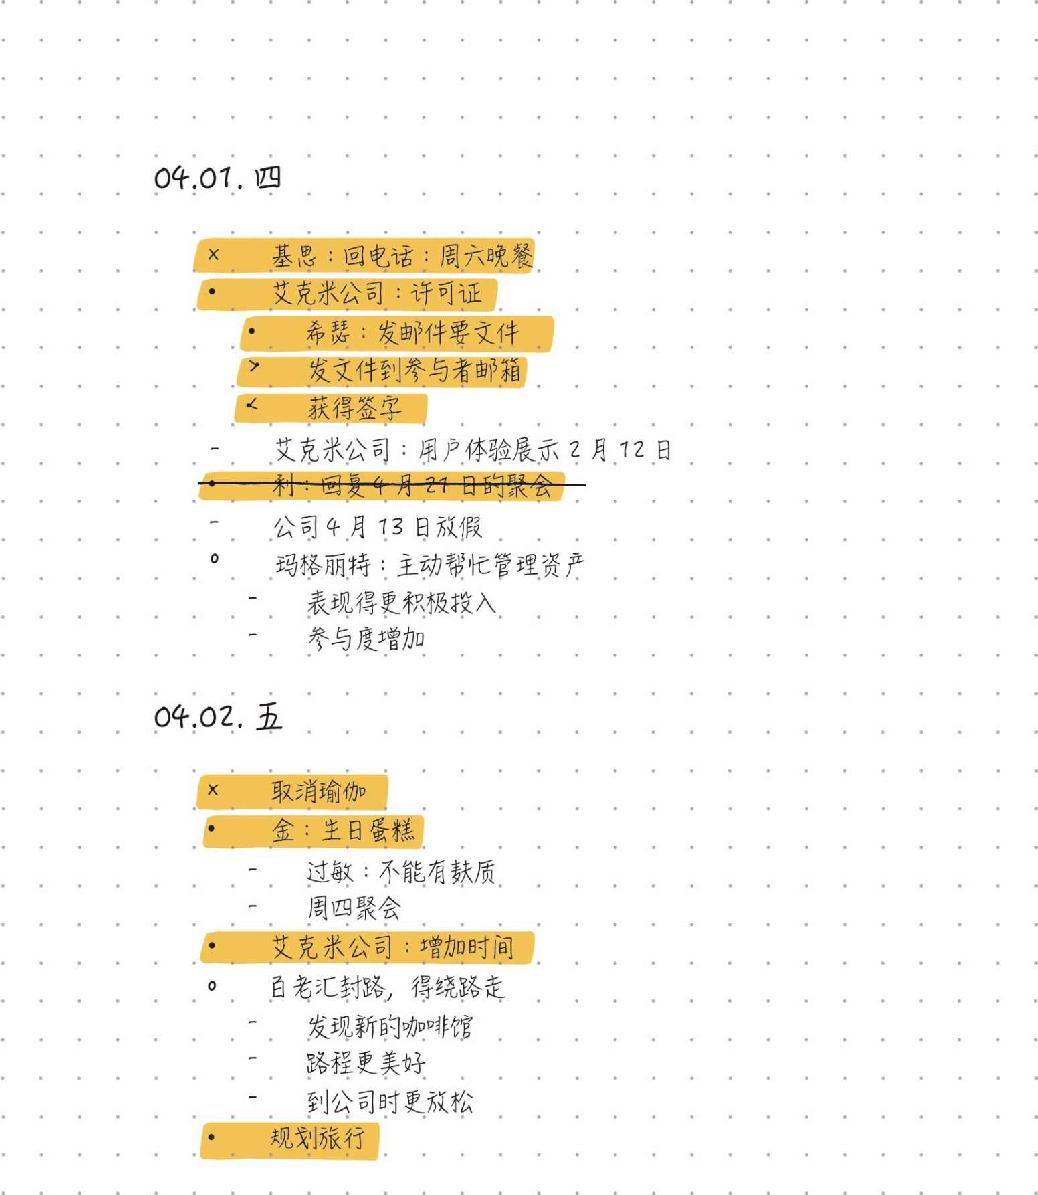 04.01. 四
× 基思：回电话：周六晚餐
• 艾克米公司：许可证
• 希瑟：发邮件要文件
> 发文件到参与者邮箱
< 获得签字
- 艾克米公司：用户体验展示 2 月 12 日
• 利：回复 4 月 21 日的聚会
- 公司 4 月 13 日放假
o 玛格丽特：主动帮忙管理资产
- 表现得更积极投入
- 参与度增加
04.02. 五
× 取消瑜伽
• 金：生日蛋糕
- 过敏：不能有麸质
- 周四聚会
• 艾克米公司：增加时间
o 百老汇封路，得绕路走
- 发现新的咖啡馆
- 路程更美好
- 到公司时更放松
• 规划旅行